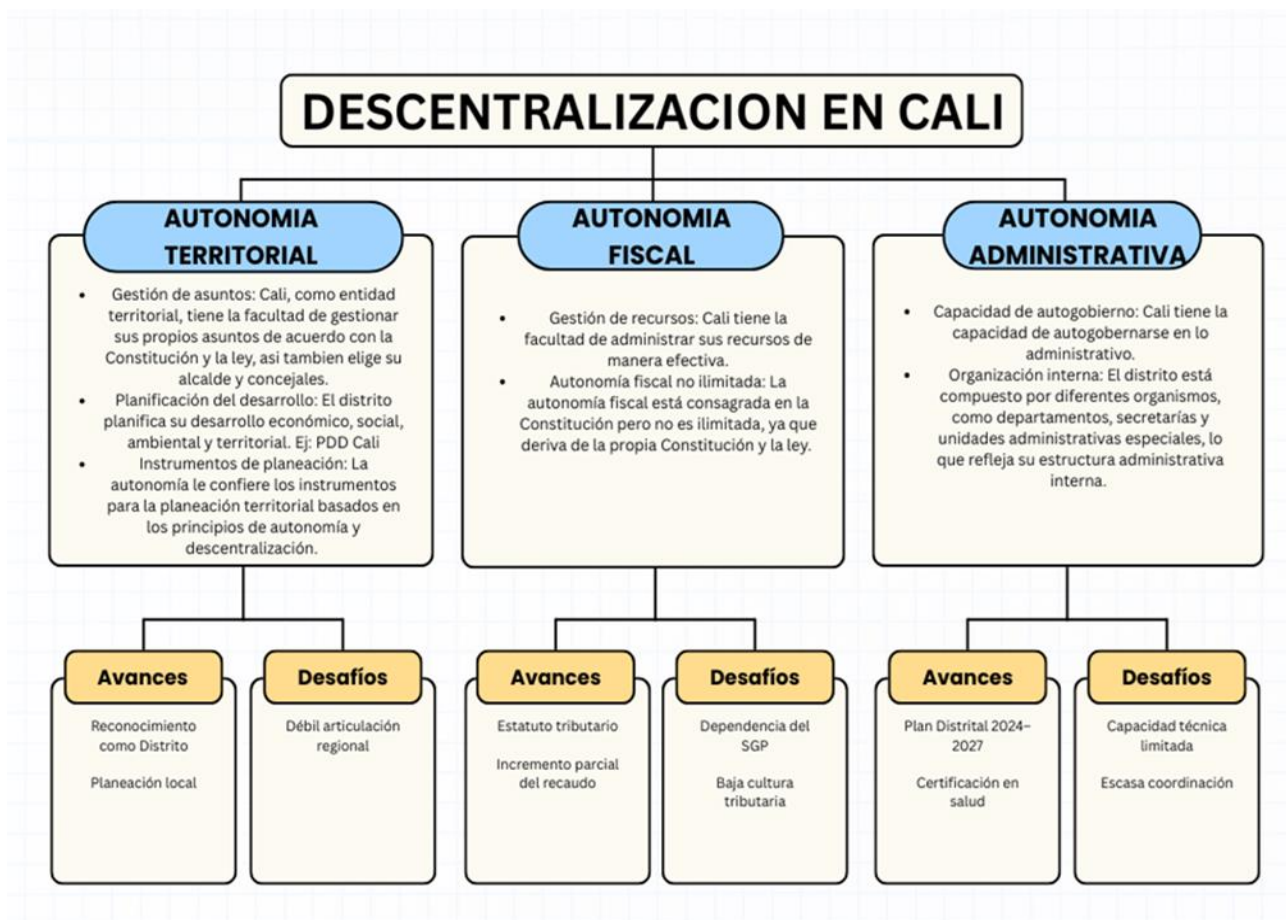 DESCENTRALIZACION EN CALI
AUTONOMIA
TERRITORIAL
• Gestión de asuntos: Cali, como entidad
territorial, tiene la facultad de gestionar
sus propios asuntos de acuerdo con la
Constitución y la ley, asi tambien elige su
alcalde y concejales.
• Planificación del desarrollo: El distrito
planifica su desarrollo económico, social,
ambiental y territorial. Ej: PDD Cali
• Instrumentos de planeación: La
autonomía le confiere los instrumentos
para la planeación territorial basados en
los principios de autonomía y
descentralización.
AUTONOMIA
FISCAL
• Gestión de recursos: Cali tiene la
facultad de administrar sus recursos de
manera efectiva.
• Autonomía fiscal no ilimitada: La
autonomía fiscal está consagrada en la
Constitución pero no es ilimitada, ya que
deriva de la propia Constitución y la ley.
AUTONOMIA
ADMINISTRATIVA
• Capacidad de autogobierno: Cali tiene la
capacidad de autogobernarse en lo
administrativo.
• Organización interna: El distrito está
compuesto por diferentes organismos,
como departamentos, secretarías y
unidades administrativas especiales, lo
que refleja su estructura administrativa
interna.
Avances
Reconocimiento
como Distrito
Planeación local
Desafíos
Débil articulación
regional
Avances
Estatuto tributario
Incremento parcial
del recaudo
Desafíos
Dependencia del
SGP
Baja cultura
tributaria
Avances
Plan Distrital 2024–
2027
Certificación en
salud
Desafíos
Capacidad técnica
limitada
Escasa coordinación